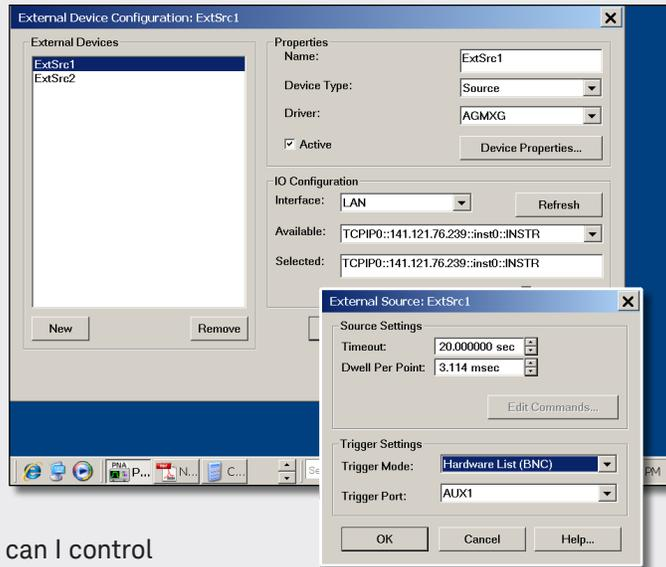 External Device Configuration: ExtSrc1
External Devices
ExtSrc1
ExtSrc2
New
Remove
Properties
Name:
ExtSrc1
Device Type:
Source
Driver:
AGMXG
Active
Device Properties...
IO Configuration
Interface:
LAN
Refresh
Available:
TCPIP0::141.121.76.239::inst0::INSTR
Selected:
TCPIP0::141.121.76.239::inst0::INSTR
External Source: ExtSrc1
Source Settings
Timeout:
20.000000 sec
Dwell Per Point:
3.114 msec
Edit Commands...
Trigger Settings
Trigger Mode:
Hardware List (BNC)
Trigger Port:
AUX1
OK
Cancel
Help...
PNA
P...
N...
C...
PM
can I control